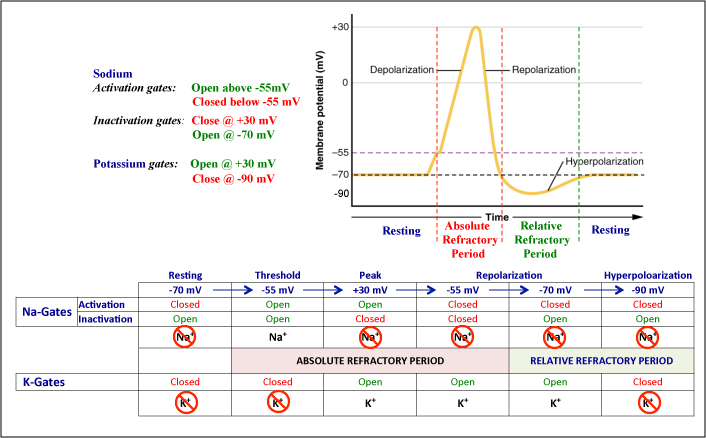 Sodium
Activation gates: Open above -55mV
Closed below -55 mV
Inactivation gates: Close @ +30 mV
Open @ -70 mV
Potassium gates: Open @ +30 mV
Close @ -90 mV
Membrane potential (mV)
+30
0
−55
−70
-90
Depolarization
Repolarization
Hyperpolarization
Time
Resting
Absolute
Refractory
Period
Relative
Refractory
Period
Resting
Resting Threshold Peak Repolarization Hyperpoloarization
-70 mV -55 mV +30 mV -55 mV -70 mV -90 mV
Na-Gates
Activation Closed Open Open Closed Closed Closed
Inactivation Open Open Closed Closed Open Open
Na+ Na+ Na+ Na+ Na+ Na+
ABSOLUTE REFRACTORY PERIOD RELATIVE REFRACTORY PERIOD
K-Gates Closed Closed Open Open Open Closed
K+ K+ K+ K+ K+ K+